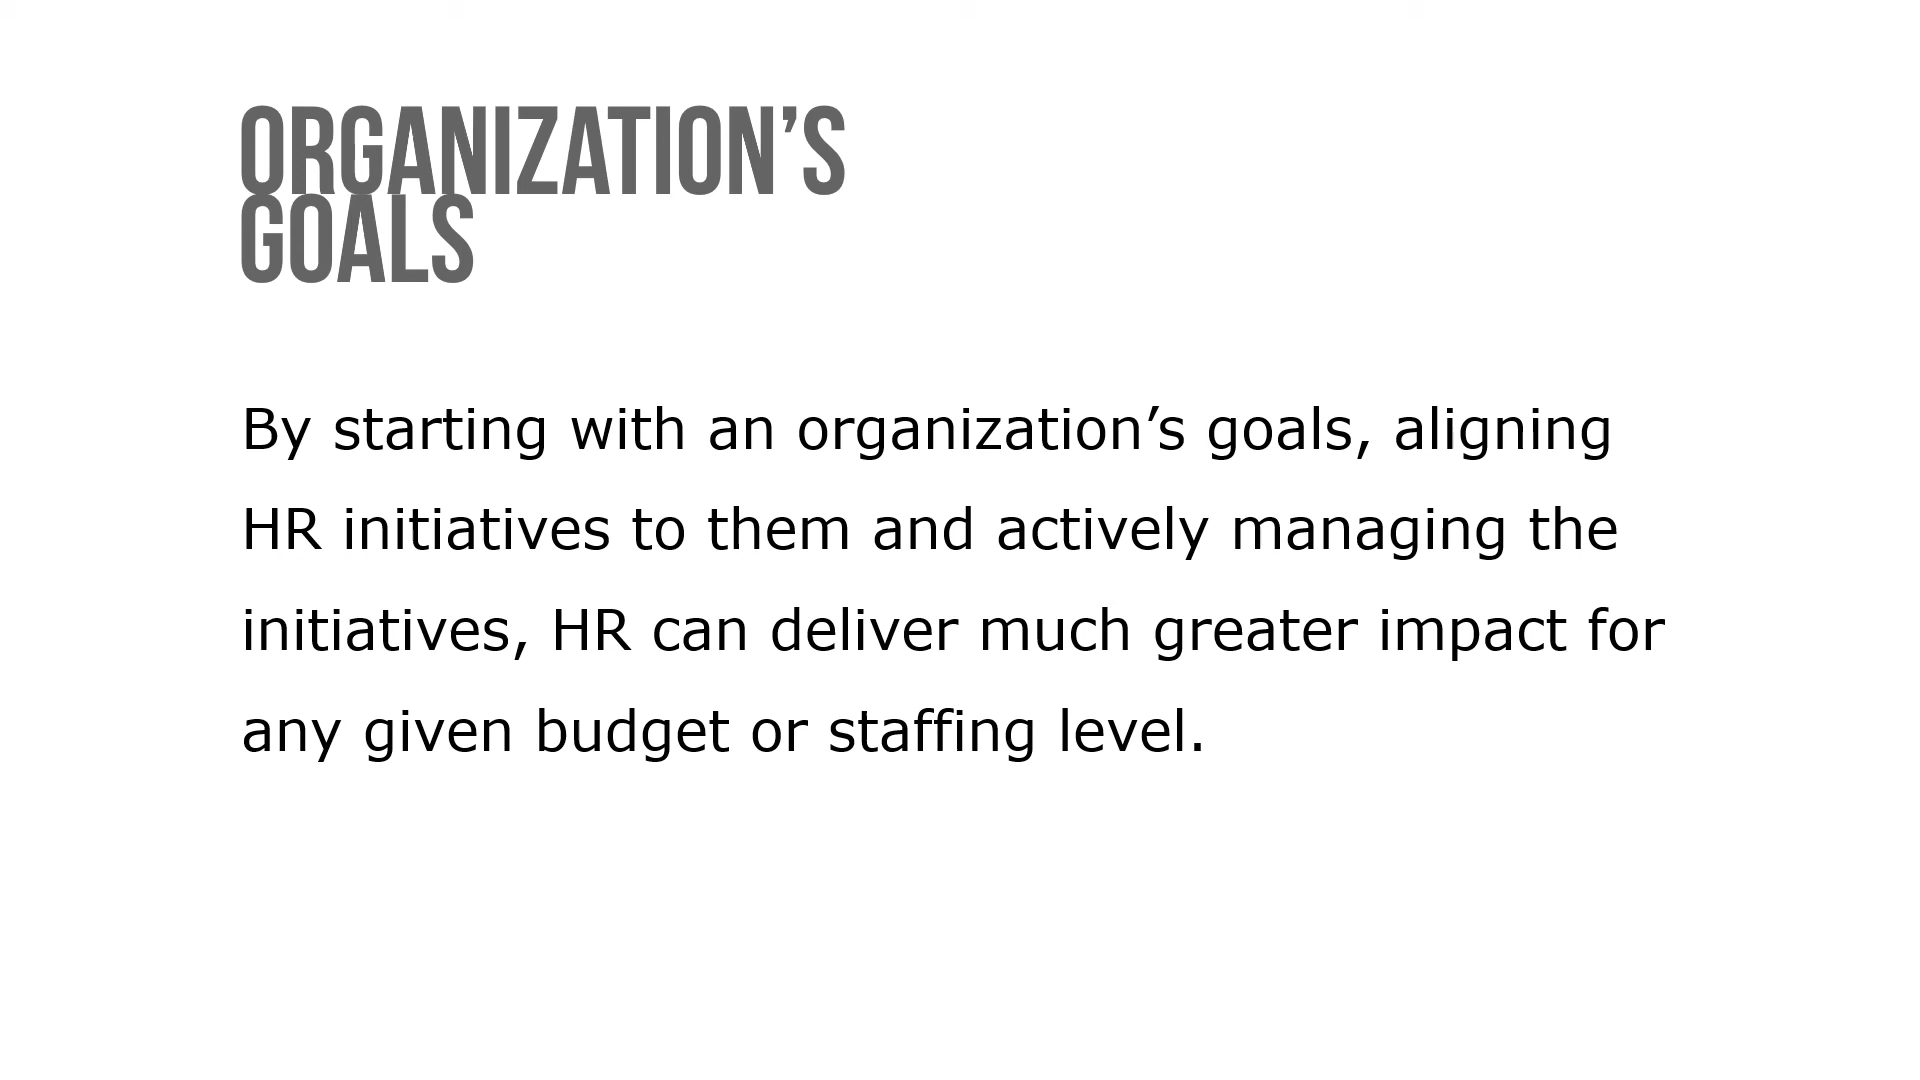 ORGANIZATION’S
GOALS
By starting with an organization’s goals, aligning
HR initiatives to them and actively managing the
initiatives, HR can deliver much greater impact for
any given budget or staffing level.